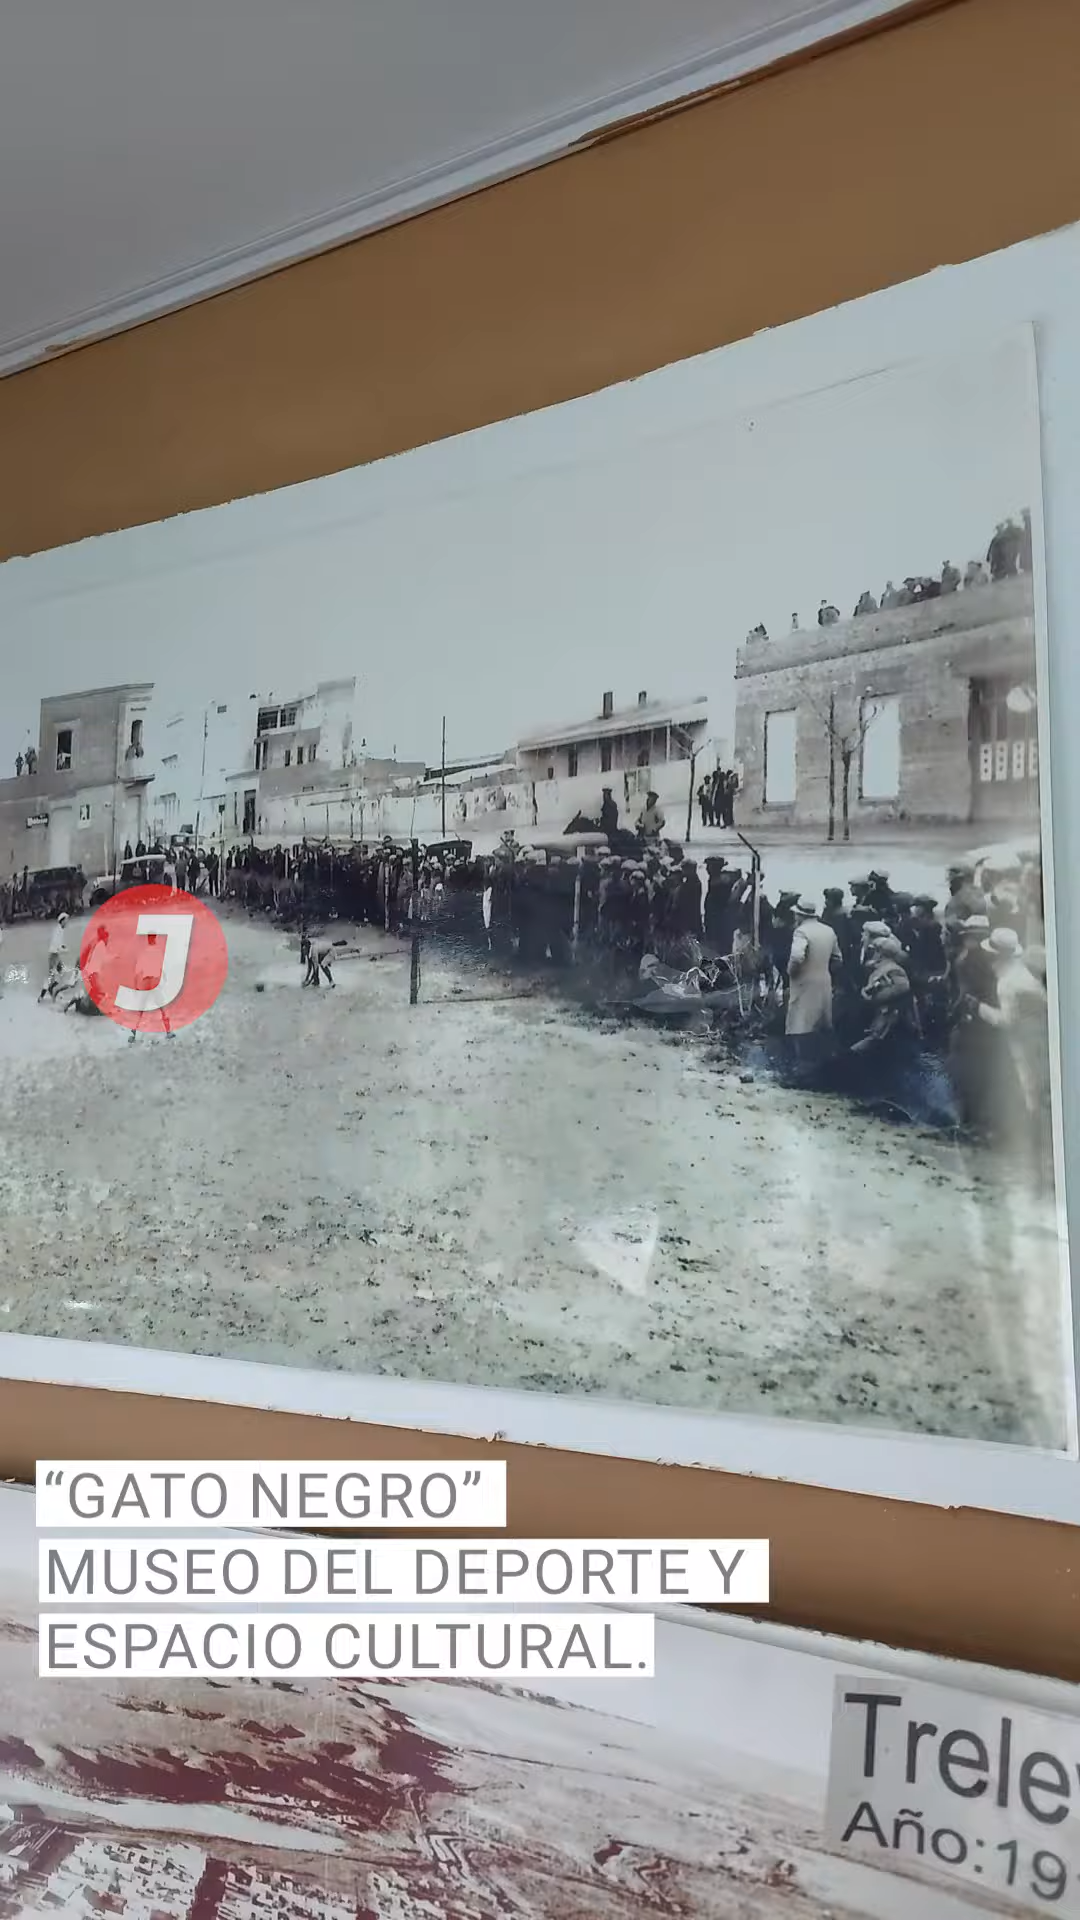 J
“GATO NEGRO”
MUSEO DEL DEPORTE Y
ESPACIO CULTURAL.
Trele
Año:19